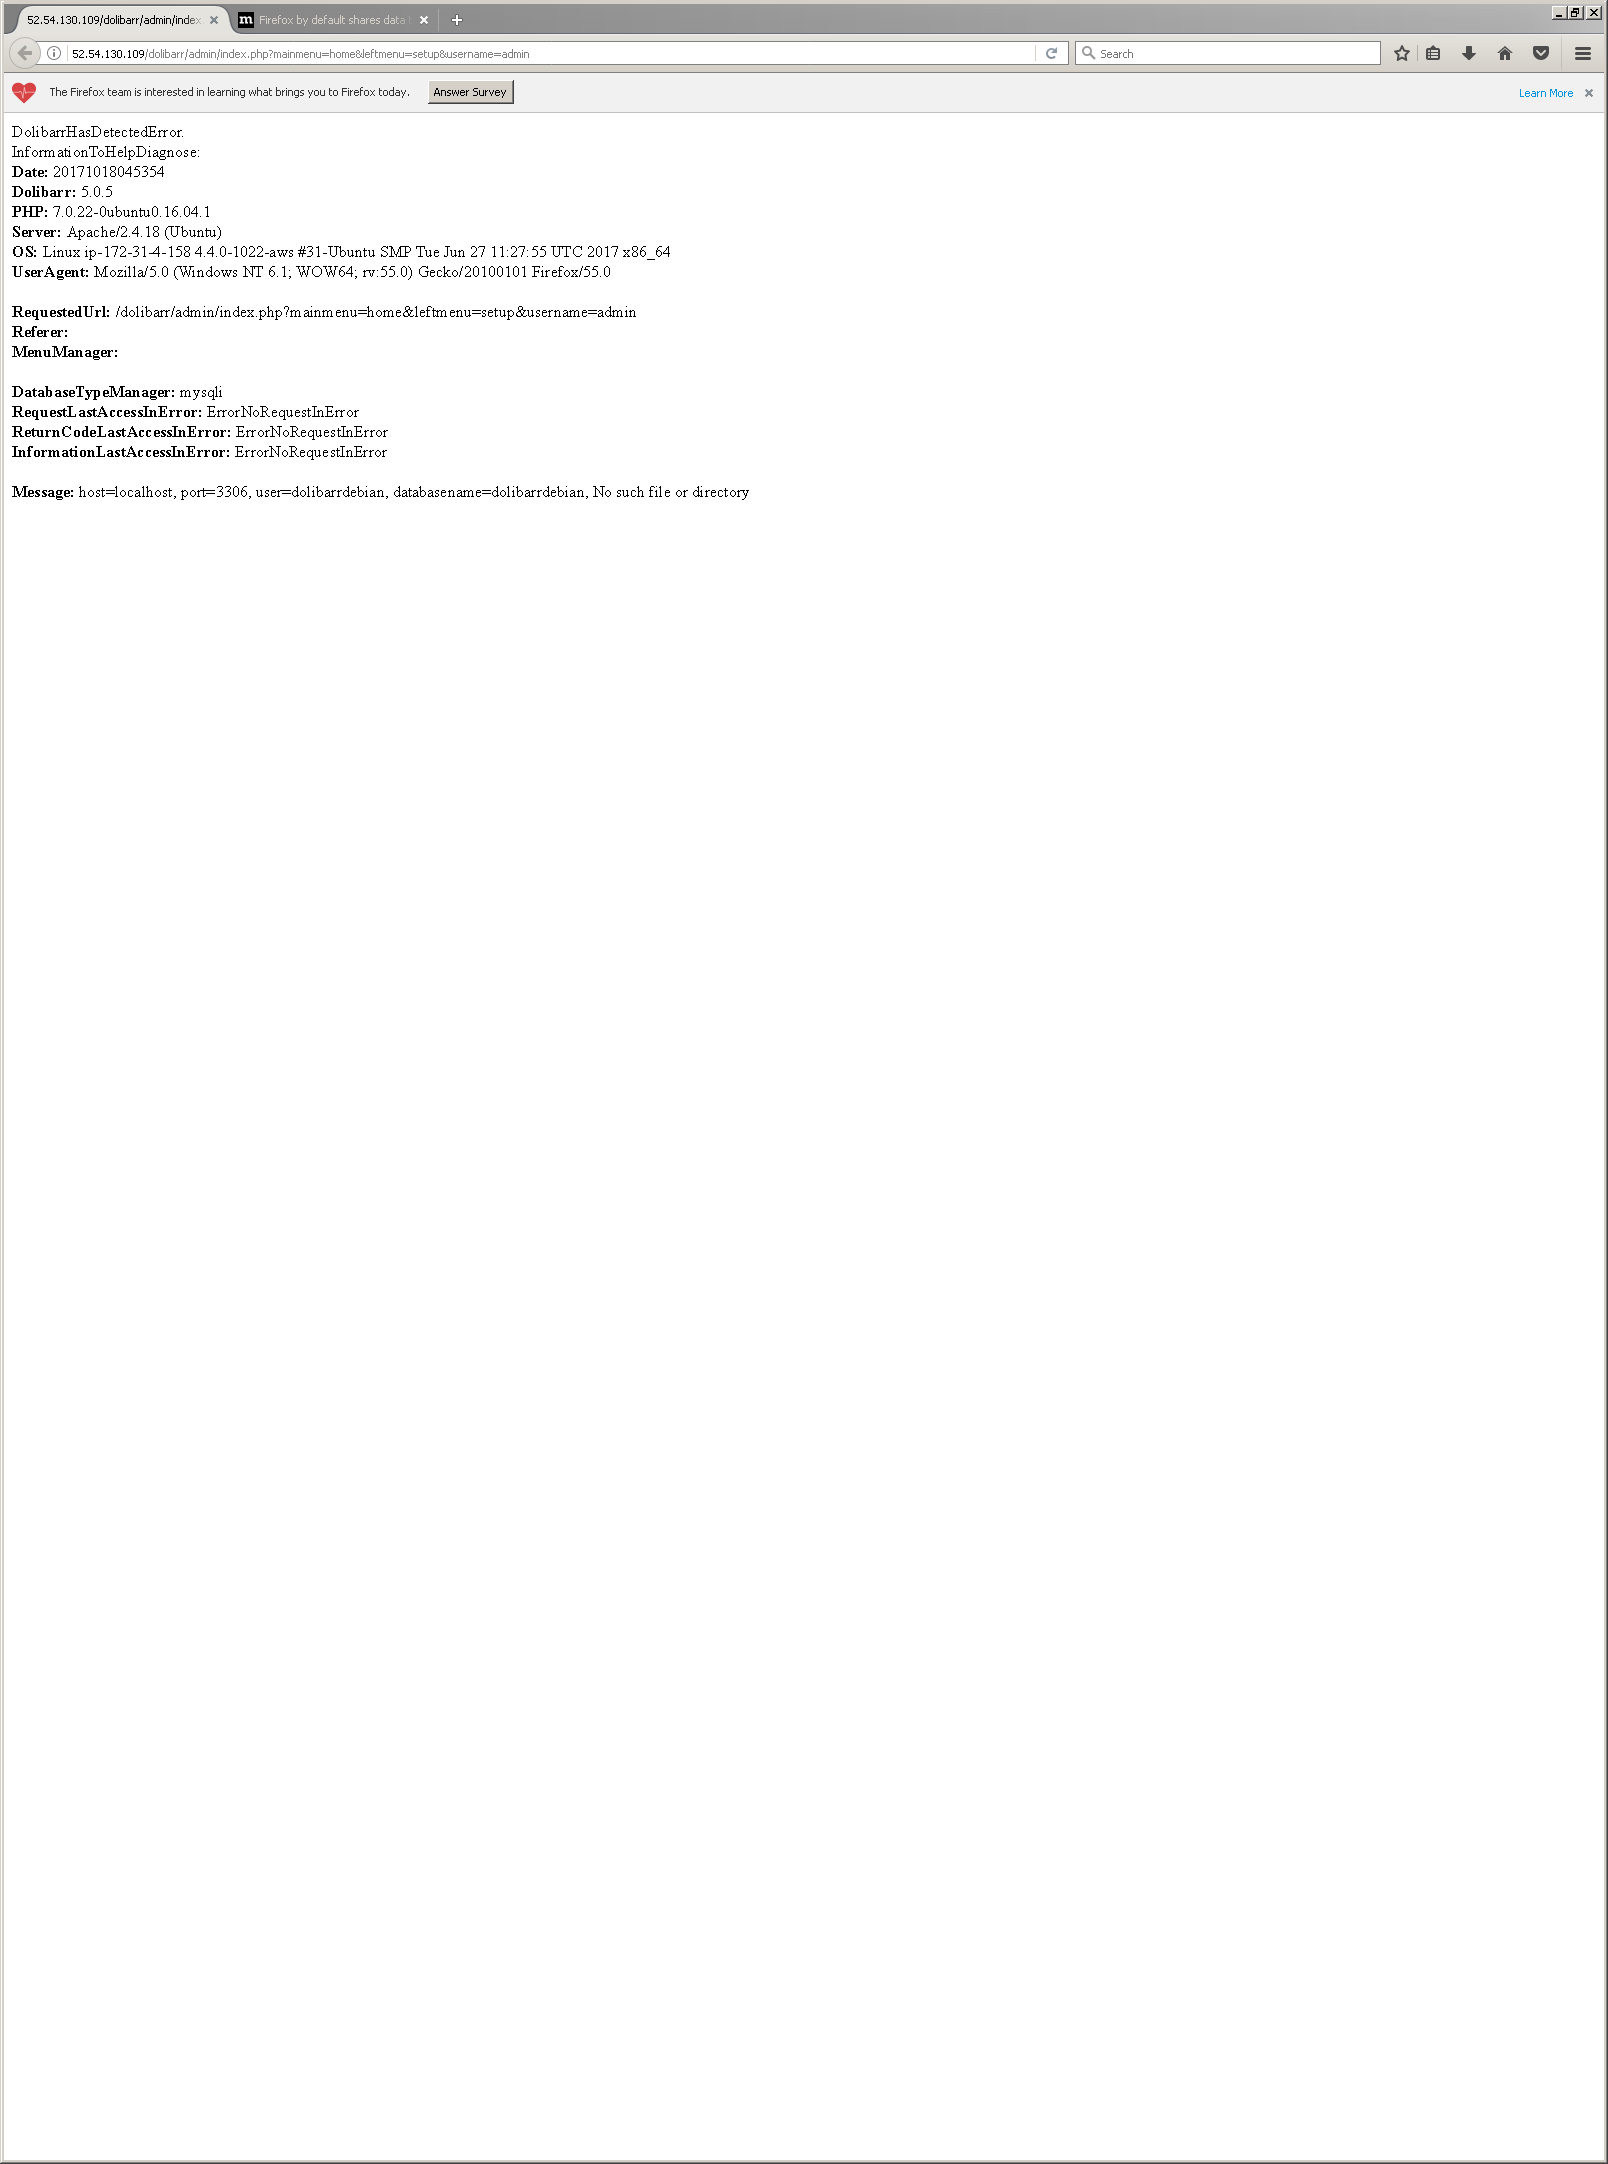 52.54.130.109/dolibarr/admin/index
Firefox by default shares data
52.54.130.109/dolibarr/admin/index.php?mainmenu=home&leftmenu=setup&username=admin
Search
The Firefox team is interested in learning what brings you to Firefox today.
Answer Survey
Learn More
DolibarrHasDetectedError.
InformationToHelpDiagnose:
Date: 20171018045354
Dolibarr: 5.0.5
PHP: 7.0.22-0ubuntu0.16.04.1
Server: Apache/2.4.18 (Ubuntu)
OS: Linux ip-172-31-4-158 4.4.0-1022-aws #31-Ubuntu SMP Tue Jun 27 11:27:55 UTC 2017 x86_64
UserAgent: Mozilla/5.0 (Windows NT 6.1; WOW64; rv:55.0) Gecko/20100101 Firefox/55.0
RequestedUrl: /dolibarr/admin/index.php?mainmenu=home&leftmenu=setup&username=admin
Referer:
MenuManager:
DatabaseTypeManager: mysqli
RequestLastAccessInError: ErrorNoRequestInError
ReturnCodeLastAccessInError: ErrorNoRequestInError
InformationLastAccessInError: ErrorNoRequestInError
Message: host=localhost, port=3306, user=dolibarrdebian, databasename=dolibarrdebian, No such file or directory